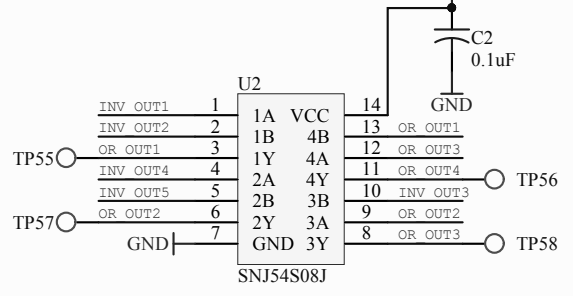 C2
0.1uF
GND
U2
INV OUT1 1 1A VCC 14
INV OUT2 2 1B 4B 13 OR OUT1
TP55 OR OUT1 3 1Y 4A 12 OR OUT3
INV OUT4 4 2A 4Y 11 OR OUT4 TP56
INV OUT5 5 2B 3B 10 INV OUT3
TP57 OR OUT2 6 2Y 3A 9 OR OUT2
GND 7 GND 3Y 8 OR OUT3 TP58
SNJ54S08J